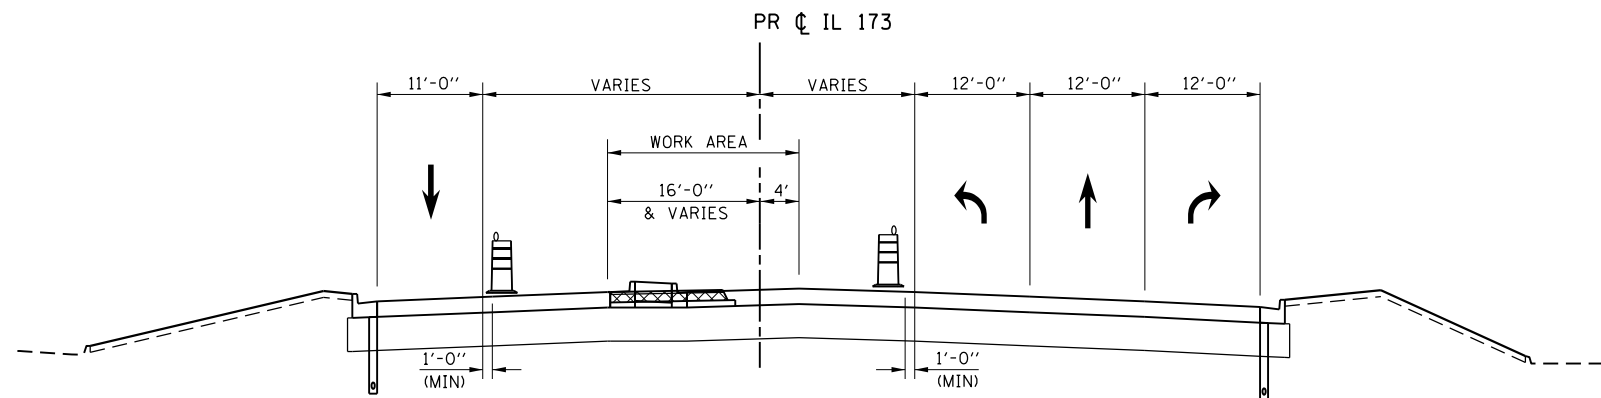 PR ℄ IL 173
11'-0'' VARIES VARIES 12'-0'' 12'-0'' 12'-0''
WORK AREA
16'-0'' 4'
& VARIES
1'-0'' 1'-0''
(MIN) (MIN)